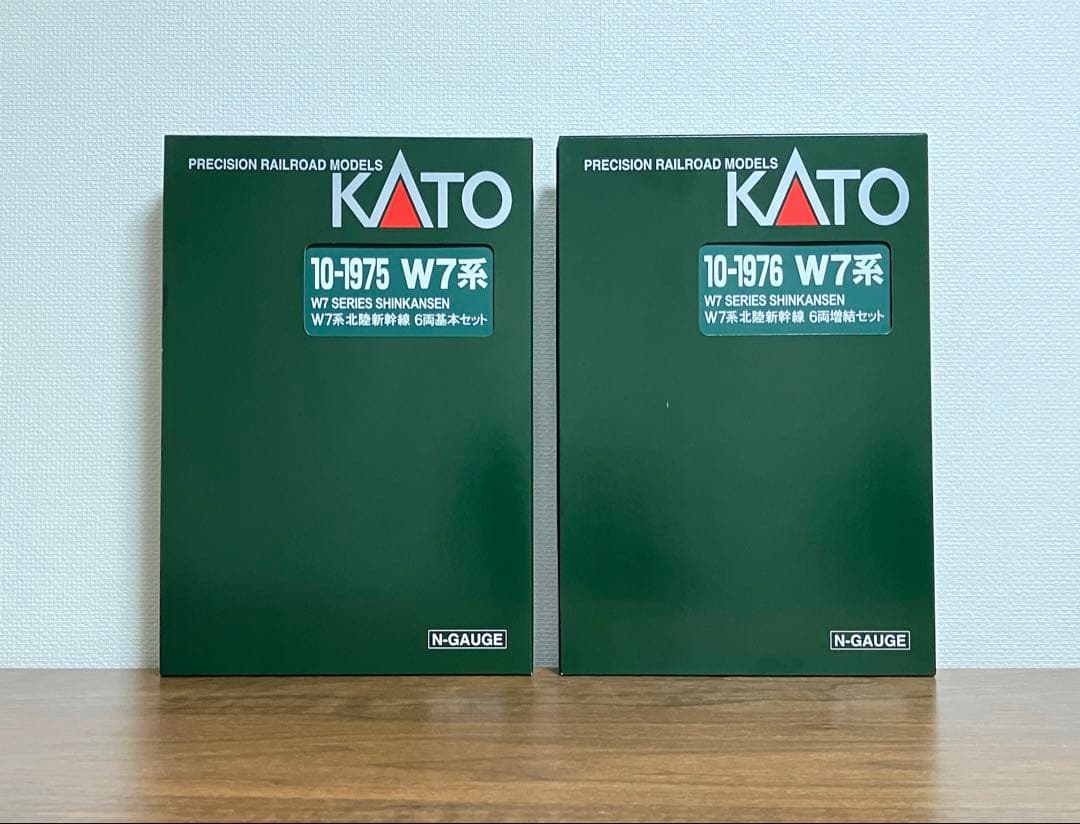 PRECISION RAILROAD MODELS
KATO
10-1975 W7系
W7 SERIES SHINKANSEN
W7系北陸新幹線 6両基本セット
N-GAUGE
PRECISION RAILROAD MODELS
KATO
10-1976 W7系
W7 SERIES SHINKANSEN
W7系北陸新幹線 6両増結セット
N-GAUGE